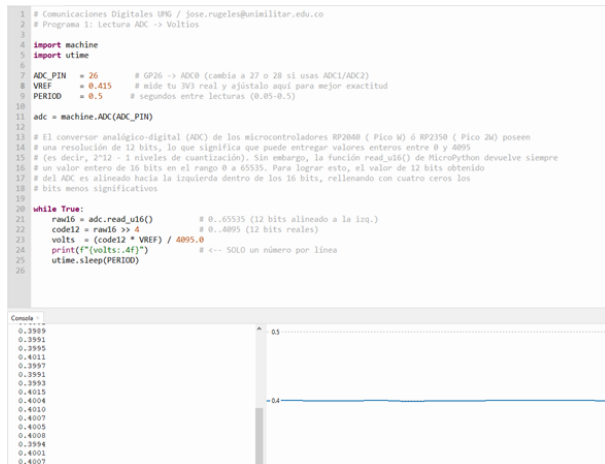 1 # Comunicaciones Digitales UMG / jose.rugeles@unimilitar.edu.co
2 # Programa 1: Lectura ADC -> Voltios
3
4 import machine
5 import utime
6
7 ADC_PIN = 26 # GP26 -> ADC0 (cambia a 27 o 28 si usas ADC1/ADC2)
8 VREF = 0.415 # mide tu 3V3 real y ajústalo aquí para mejor exactitud
9 PERIOD = 0.5 # segundos entre lecturas (0.05-0.5)
10
11 adc = machine.ADC(ADC_PIN)
12
13 # El conversor analógico-digital (ADC) de los microcontroladores RP2040 ( Pico W) ó RP2350 ( Pico 2W) poseen
14 # una resolución de 12 bits, lo que significa que puede entregar valores enteros entre 0 y 4095
15 # (es decir, 2^12 - 1 niveles de cuantización). Sin embargo, la función read_u16() de MicroPython devuelve siempre
16 # un valor entero de 16 bits en el rango 0 a 65535. Para lograr esto, el valor de 12 bits obtenido
17 # del ADC es alineado hacia la izquierda dentro de los 16 bits, rellenando con cuatro ceros los
18 # bits menos significativos
19
20 while True:
21 raw16 = adc.read_u16() # 0..65535 (12 bits alineado a la izq.)
22 code12 = raw16 >> 4 # 0..4095 (12 bits reales)
23 volts = (code12 * VREF) / 4095.0
24 print(f"{volts:.4f}") # <-- SOLO un número por línea
25 utime.sleep(PERIOD)
26
Consola
0.3989
0.3991
0.3995
0.4011
0.3997
0.3991
0.3993
0.4015
0.4004
0.4010
0.4007
0.4005
0.4008
0.3994
0.4001
0.4007
0.5
0.4